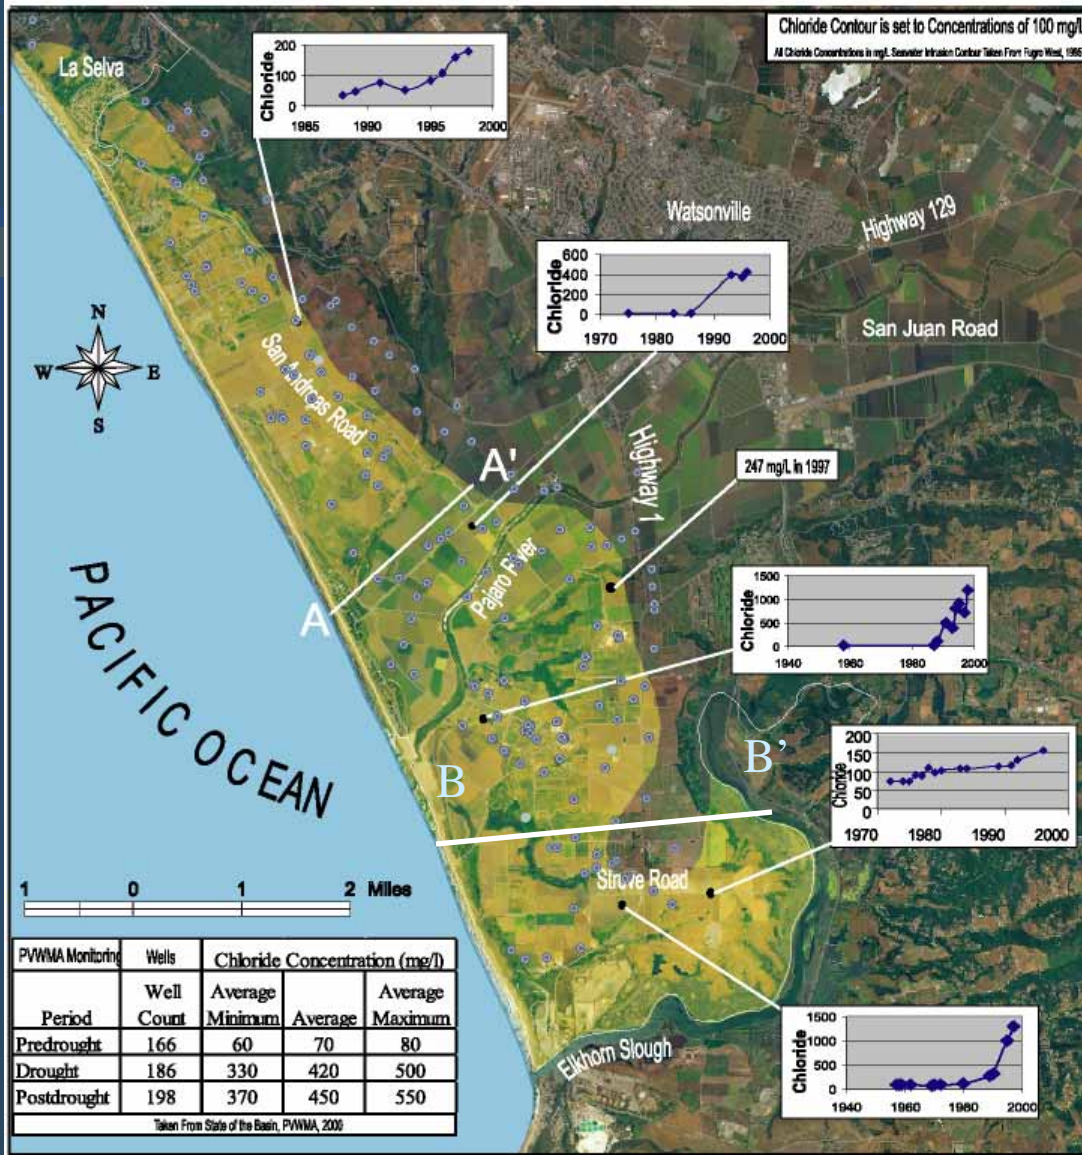 Chloride Contour is set to Concentrations of 100 mg/L
All Chloride Concentrations in mg/L. Seawater Intrusion Contour Taken From Fugro West, 1995
La Selva
Chloride
200
100
0
1985 1990 1995 2000
Watsonville
Highway 129
Chloride
600
400
200
0
1970 1980 1990 2000
San Juan Road
N
W E
S
San Andreas Road
Highway 1
A'
247 mg/L in 1997
Pajaro River
A
PACIFIC OCEAN
Chloride
1500
1000
500
0
1940 1960 1980 2000
B
B’
Chloride
200
150
100
50
0
1970 1980 1990 2000
Struve Road
1 0 1 2 Miles
PVWMA Monitoring Wells Chloride Concentration (mg/l)
Period Well Count Average Minimum Average Average Maximum
Predrought 166 60 70 80
Drought 186 330 420 500
Postdrought 198 370 450 550
Taken From State of the Basin, PVWMA, 2000
Elkhorn Slough
Chloride
1500
1000
500
0
1940 1960 1980 2000